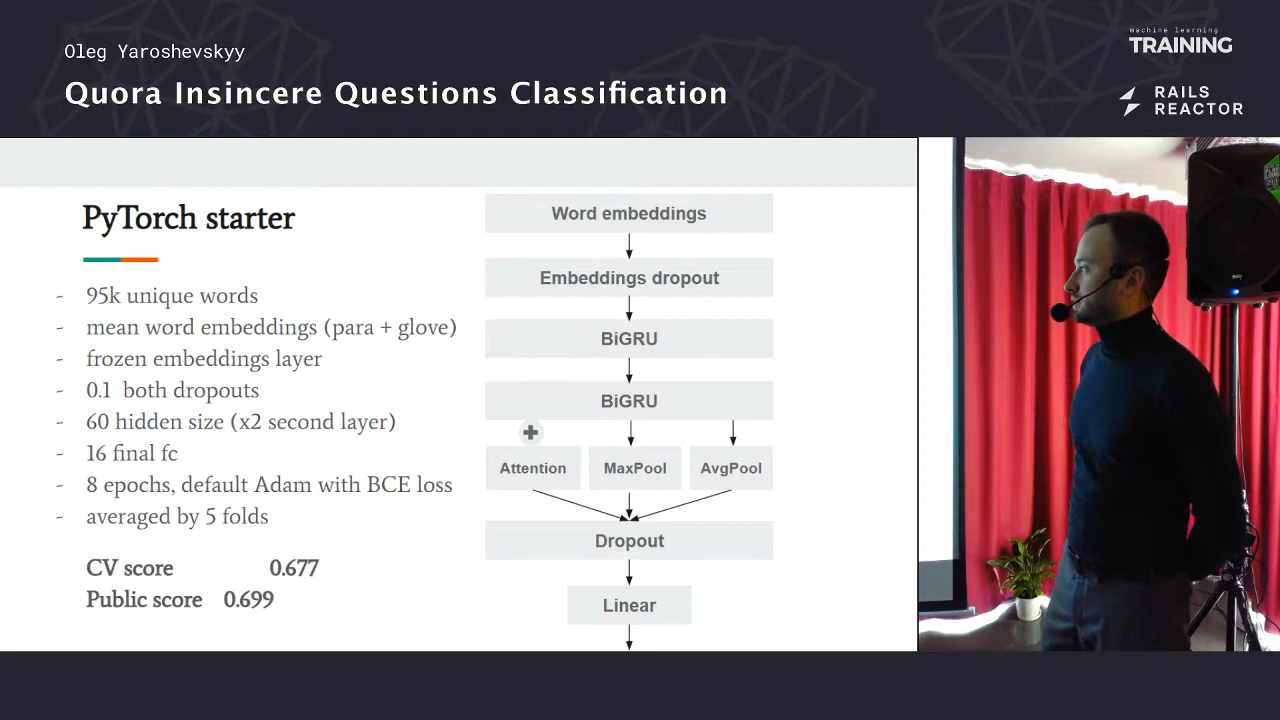 Oleg Yaroshevskyy
Quora Insincere Questions Classification
machine learning
TRAINING
RAILS
REACTOR
PyTorch starter
- 95k unique words
- mean word embeddings (para + glove)
- frozen embeddings layer
- 0.1 both dropouts
- 60 hidden size (x2 second layer)
- 16 final fc
- 8 epochs, default Adam with BCE loss
- averaged by 5 folds
CV score 0.677
Public score 0.699
Word embeddings
Embeddings dropout
BiGRU
BiGRU
Attention MaxPool AvgPool
Dropout
Linear